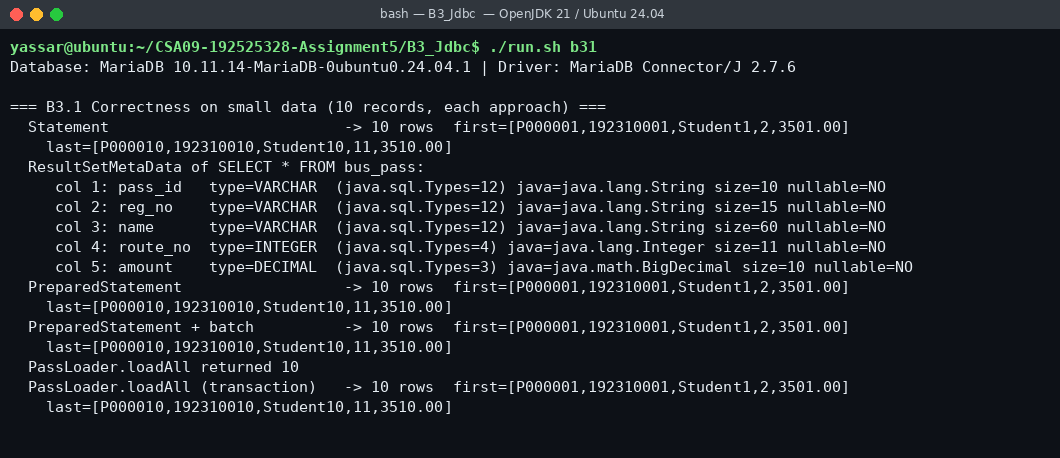 bash — B3_Jdbc — OpenJDK 21 / Ubuntu 24.04
yassar@ubuntu:~/CSA09-192525328-Assignment5/B3_Jdbc$ ./run.sh b31
Database: MariaDB 10.11.14-MariaDB-0ubuntu0.24.04.1 | Driver: MariaDB Connector/J 2.7.6
=== B3.1 Correctness on small data (10 records, each approach) ===
Statement -> 10 rows first=[P000001,192310001,Student1,2,3501.00]
last=[P000010,192310010,Student10,11,3510.00]
ResultSetMetaData of SELECT * FROM bus_pass:
col 1: pass_id type=VARCHAR (java.sql.Types=12) java=java.lang.String size=10 nullable=NO
col 2: reg_no type=VARCHAR (java.sql.Types=12) java=java.lang.String size=15 nullable=NO
col 3: name type=VARCHAR (java.sql.Types=12) java=java.lang.String size=60 nullable=NO
col 4: route_no type=INTEGER (java.sql.Types=4) java=java.lang.Integer size=11 nullable=NO
col 5: amount type=DECIMAL (java.sql.Types=3) java=java.math.BigDecimal size=10 nullable=NO
PreparedStatement -> 10 rows first=[P000001,192310001,Student1,2,3501.00]
last=[P000010,192310010,Student10,11,3510.00]
PreparedStatement + batch -> 10 rows first=[P000001,192310001,Student1,2,3501.00]
last=[P000010,192310010,Student10,11,3510.00]
PassLoader.loadAll returned 10
PassLoader.loadAll (transaction) -> 10 rows first=[P000001,192310001,Student1,2,3501.00]
last=[P000010,192310010,Student10,11,3510.00]